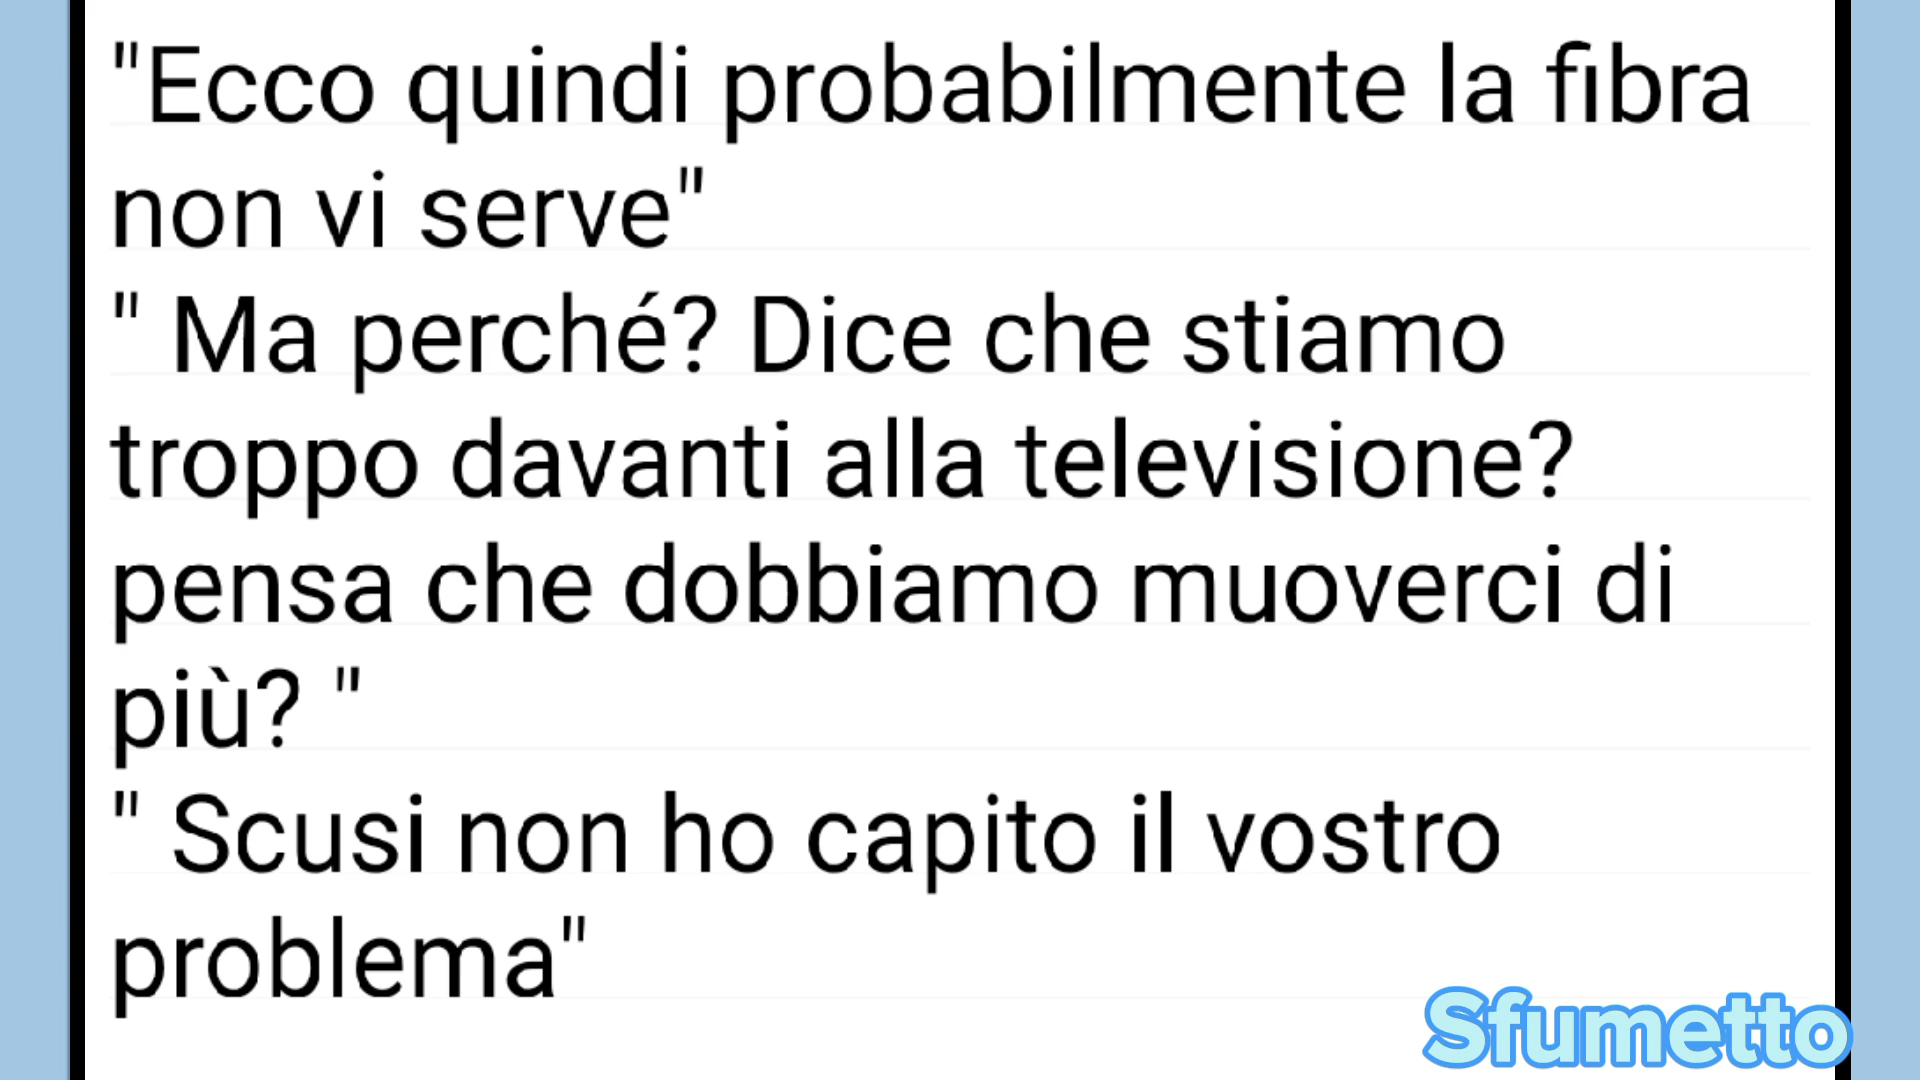 "Ecco quindi probabilmente la fibra
non vi serve"
" Ma perché? Dice che stiamo
troppo davanti alla televisione?
pensa che dobbiamo muoverci di
più? "
" Scusi non ho capito il vostro
problema"
Sfumetto